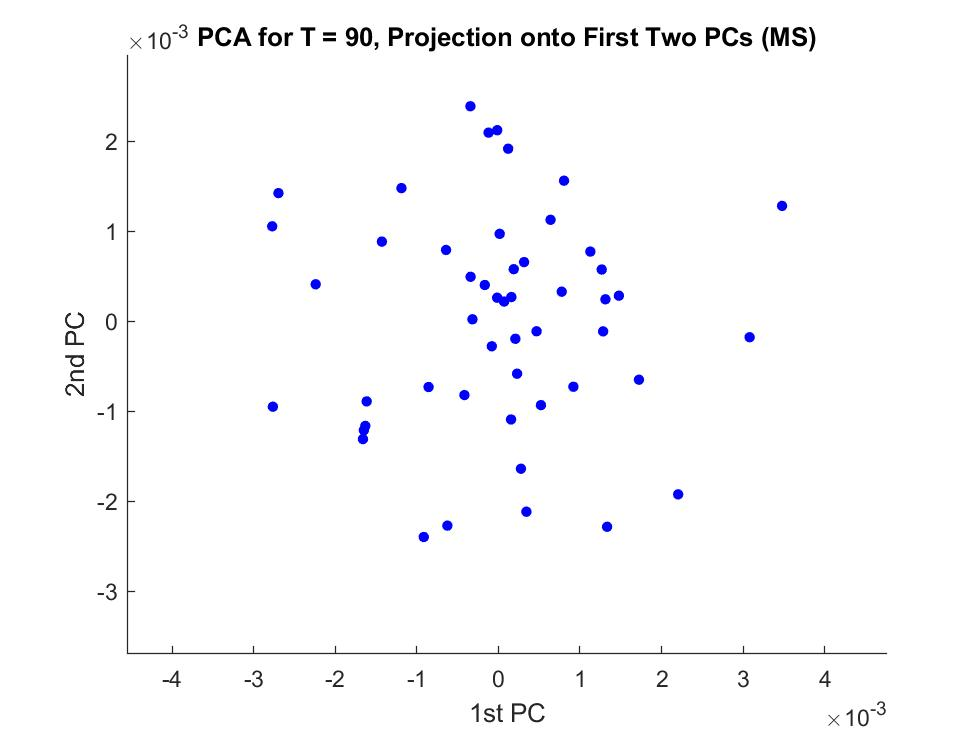 ×10-3 PCA for T = 90, Projection onto First Two PCs (MS)
2
1
0
-1
-2
-3
2nd PC
-4 -3 -2 -1 0 1 2 3 4
1st PC
×10-3